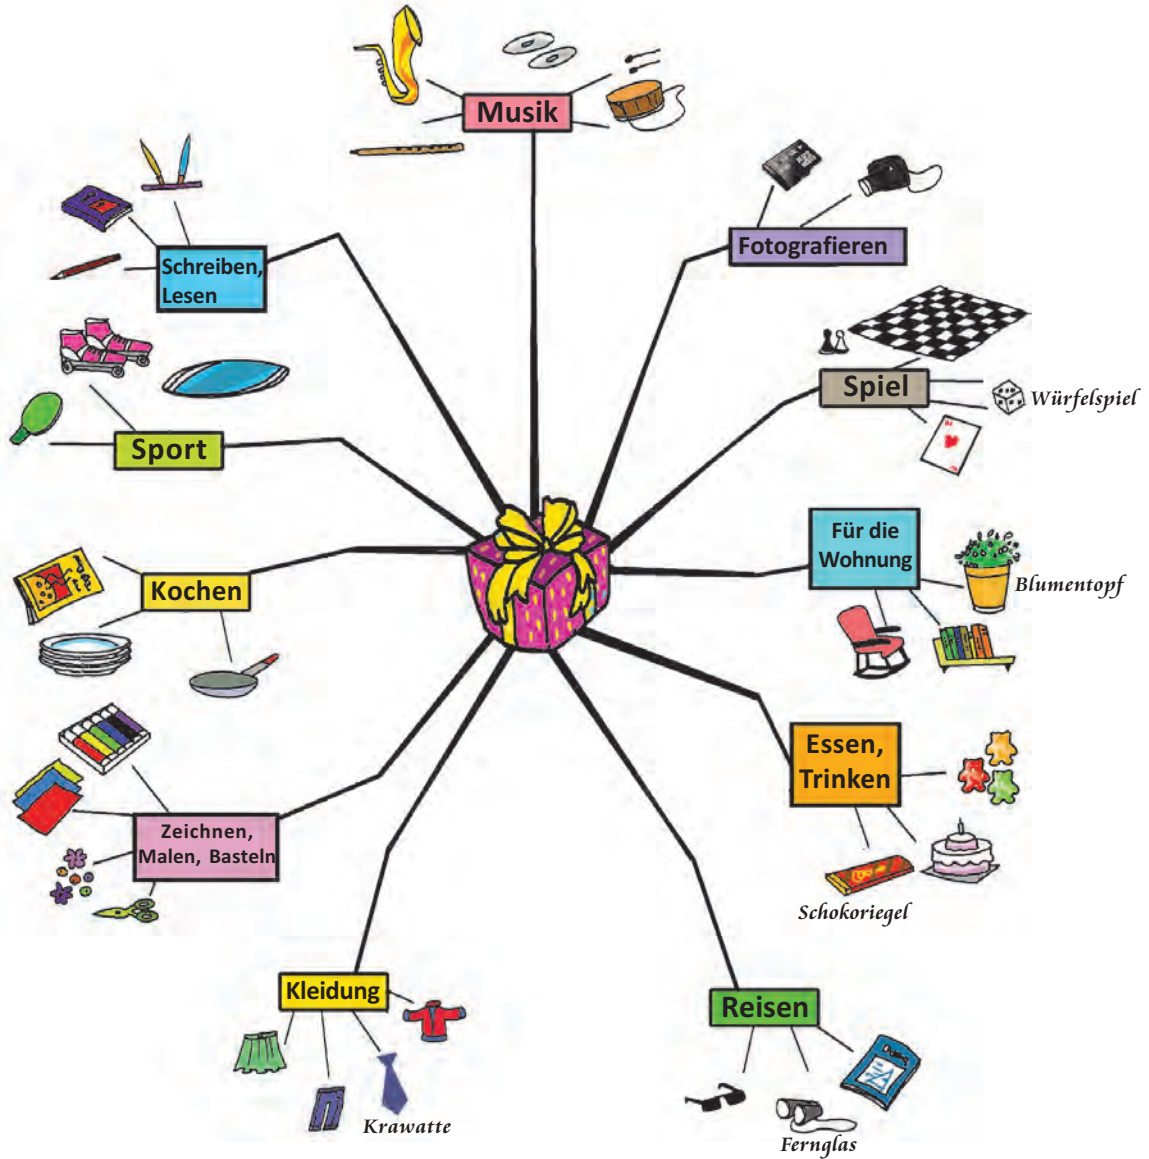 Musik
Fotografieren
Schreiben,
Lesen
Spiel
Würfelspiel
Sport
Für die
Wohnung
Blumentopf
Kochen
Essen,
Trinken
Schokoriegel
Zeichnen,
Malen, Basteln
Kleidung
Krawatte
Reisen
Fernglas